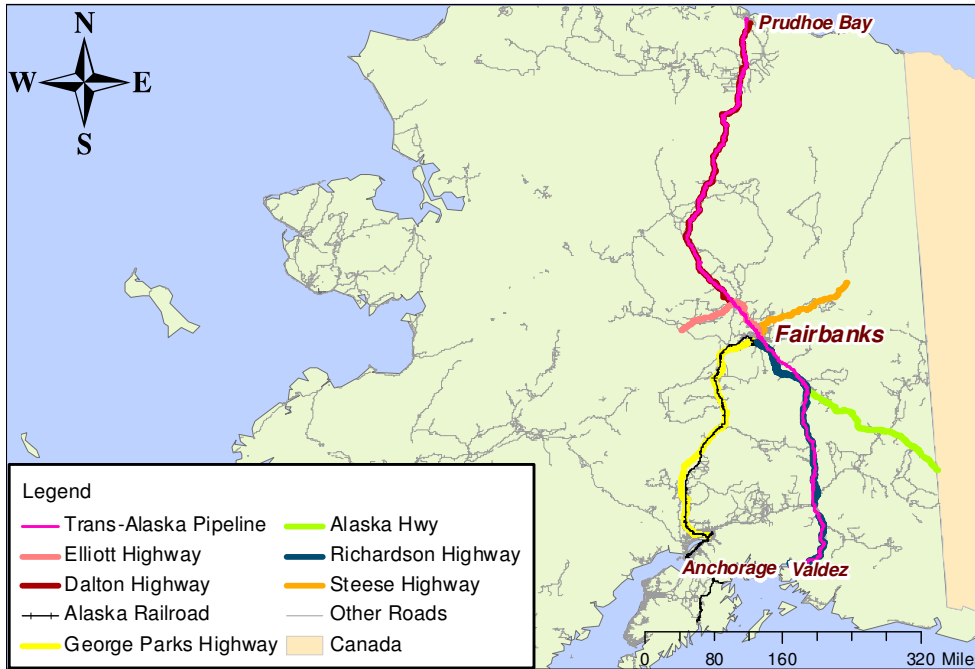 N
W E
S
Prudhoe Bay
Fairbanks
Anchorage
Valdez
Legend
Trans-Alaska Pipeline
Elliott Highway
Dalton Highway
Alaska Railroad
George Parks Highway
Alaska Hwy
Richardson Highway
Steese Highway
Other Roads
Canada
0 80 160 320 Mile